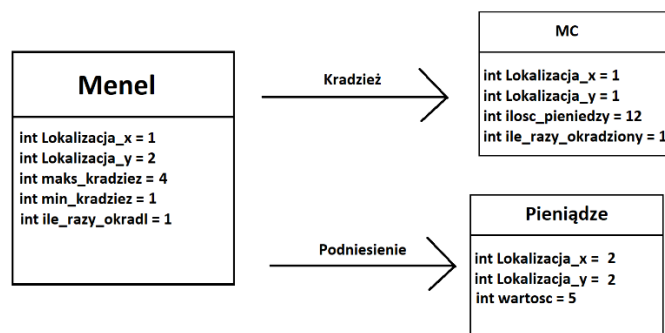 Menel
int Lokalizacja_x = 1
int Lokalizacja_y = 2
int maks_kradziez = 4
int min_kradziez = 1
int ile_razy_okradl = 1
Kradzież
MC
int Lokalizacja_x = 1
int Lokalizacja_y = 1
int ilosc_pieniedzy = 12
int ile_razy_okradziony = 1
Podniesienie
Pieniądze
int Lokalizacja_x = 2
int Lokalizacja_y = 2
int wartosc = 5